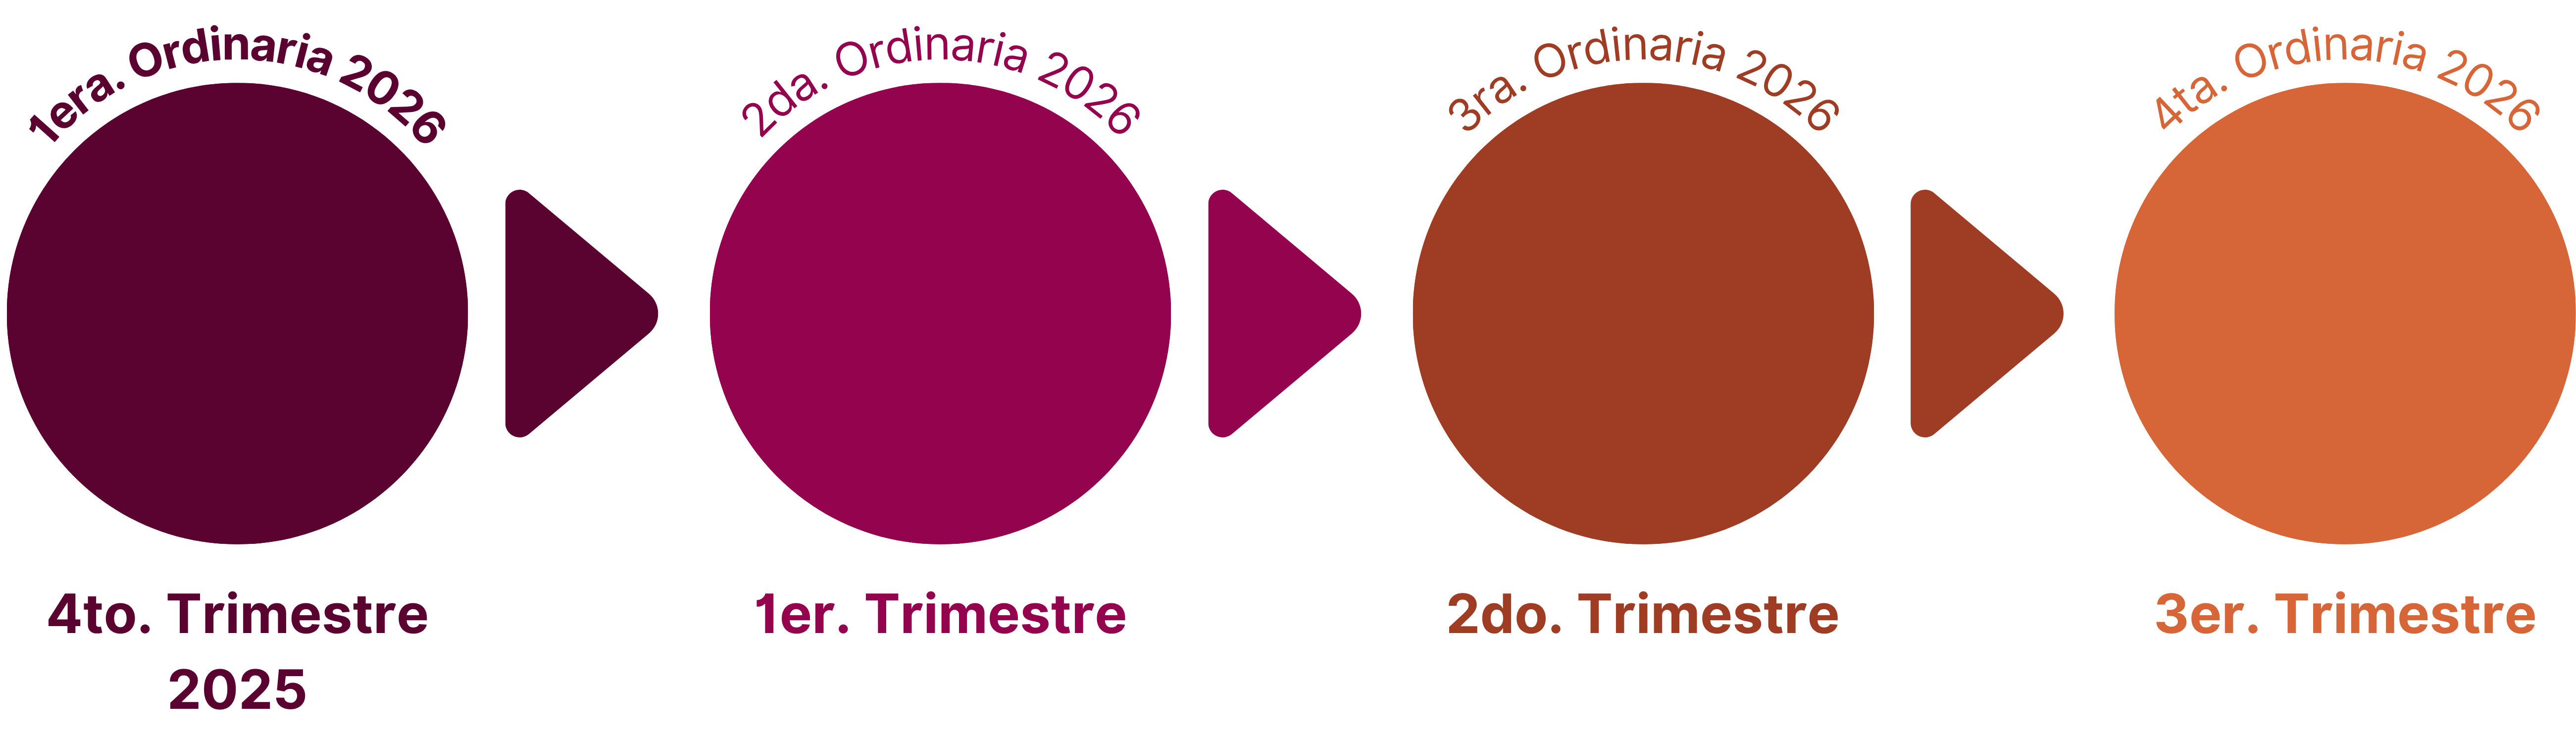 1era. Ordinaria 2026
2da. Ordinaria 2026
3ra. Ordinaria 2026
4ta. Ordinaria 2026
4to. Trimestre
2025
1er. Trimestre
2do. Trimestre
3er. Trimestre